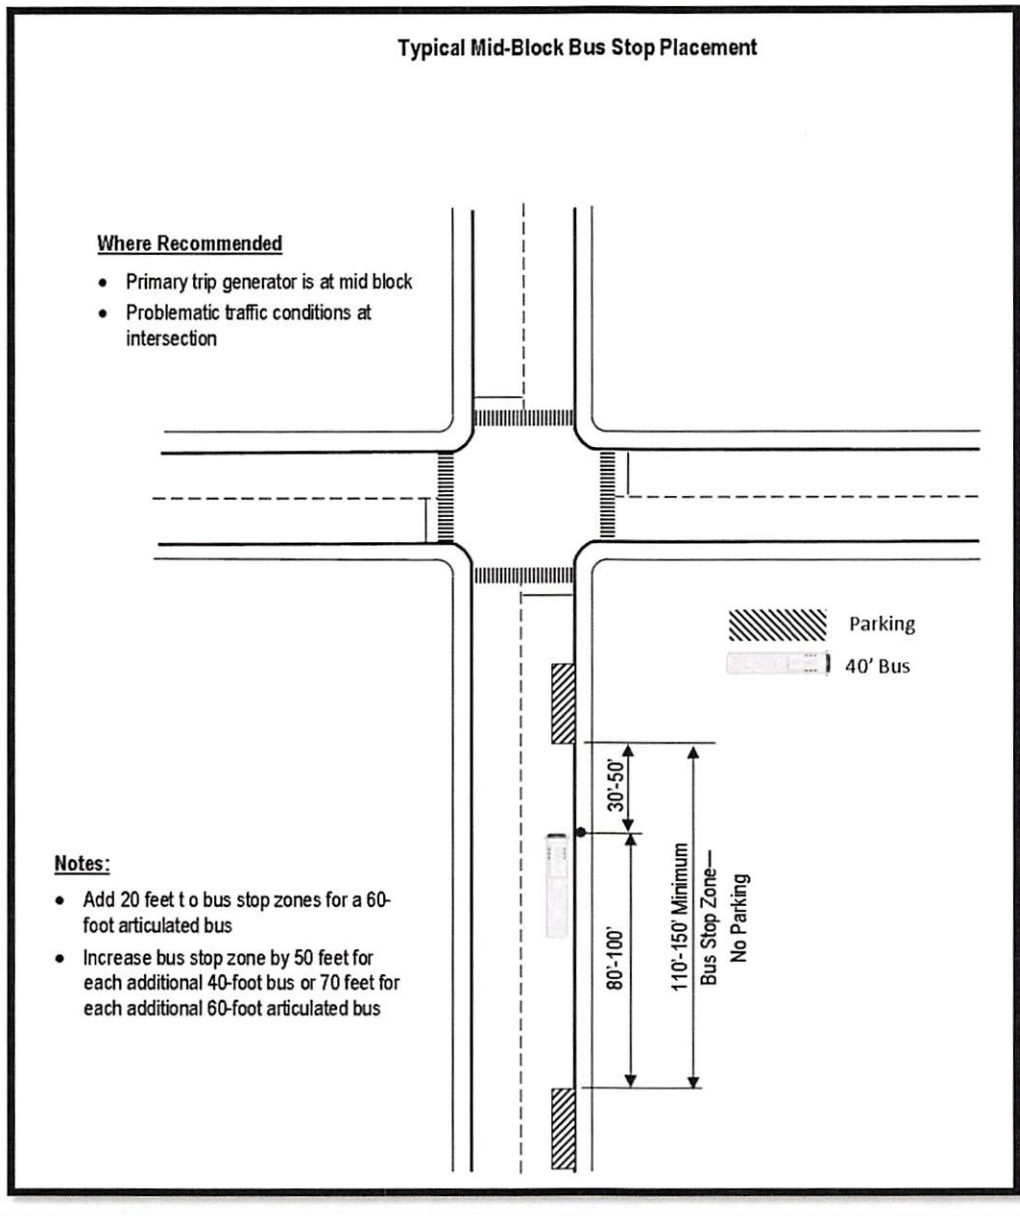 Typical Mid-Block Bus Stop Placement
Where Recommended
• Primary trip generator is at mid block
• Problematic traffic conditions at
intersection
Parking
40' Bus
30'-50'
80'-100'
110'-150' Minimum
Bus Stop Zone—
No Parking
Notes:
• Add 20 feet t o bus stop zones for a 60-
foot articulated bus
• Increase bus stop zone by 50 feet for
each additional 40-foot bus or 70 feet for
each additional 60-foot articulated bus